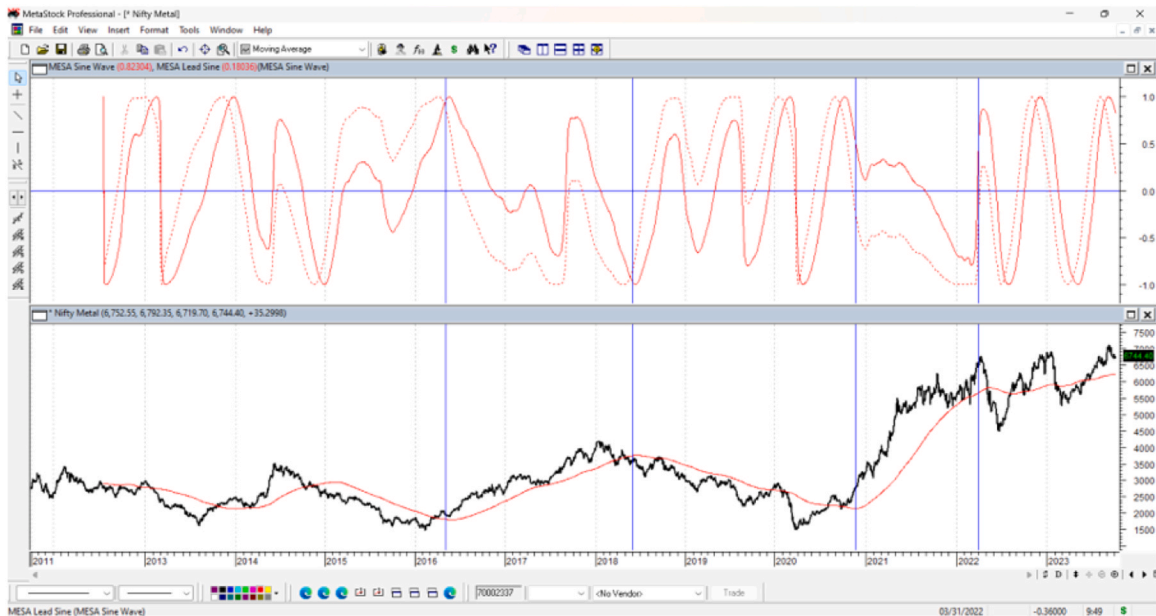 MetaStock Professional - [* Nifty Metal]
File Edit View Insert Format Tools Window Help
Moving Average
MESA Sine Wave (0.82304), MESA Lead Sine (0.18036)(MESA Sine Wave)
1.0
0.5
0.0
-0.5
-1.0
* Nifty Metal (6,752.55, 6,792.35, 6,719.70, 6,744.40, +35.2998)
7500
7000
6744.40
6500
6000
5500
5000
4500
4000
3500
3000
2500
2000
1500
2011 2013 2014 2015 2016 2017 2018 2019 2020 2021 2022 2023
70002337 <No Vendor> Trade
MESA Lead Sine (MESA Sine Wave) 03/31/2022 -0.36000 9:49 $